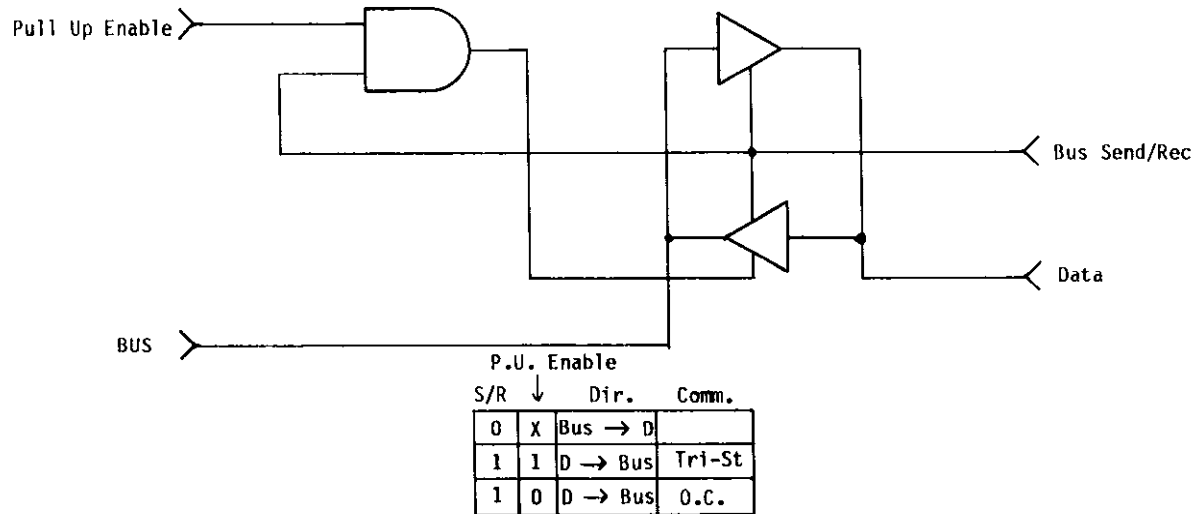 Pull Up Enable
Bus Send/Rec
Data
BUS
P.U. Enable
S/R ↓ Dir. Comm.
0 X Bus → D
1 1 D → Bus Tri-St
1 0 D → Bus O.C.